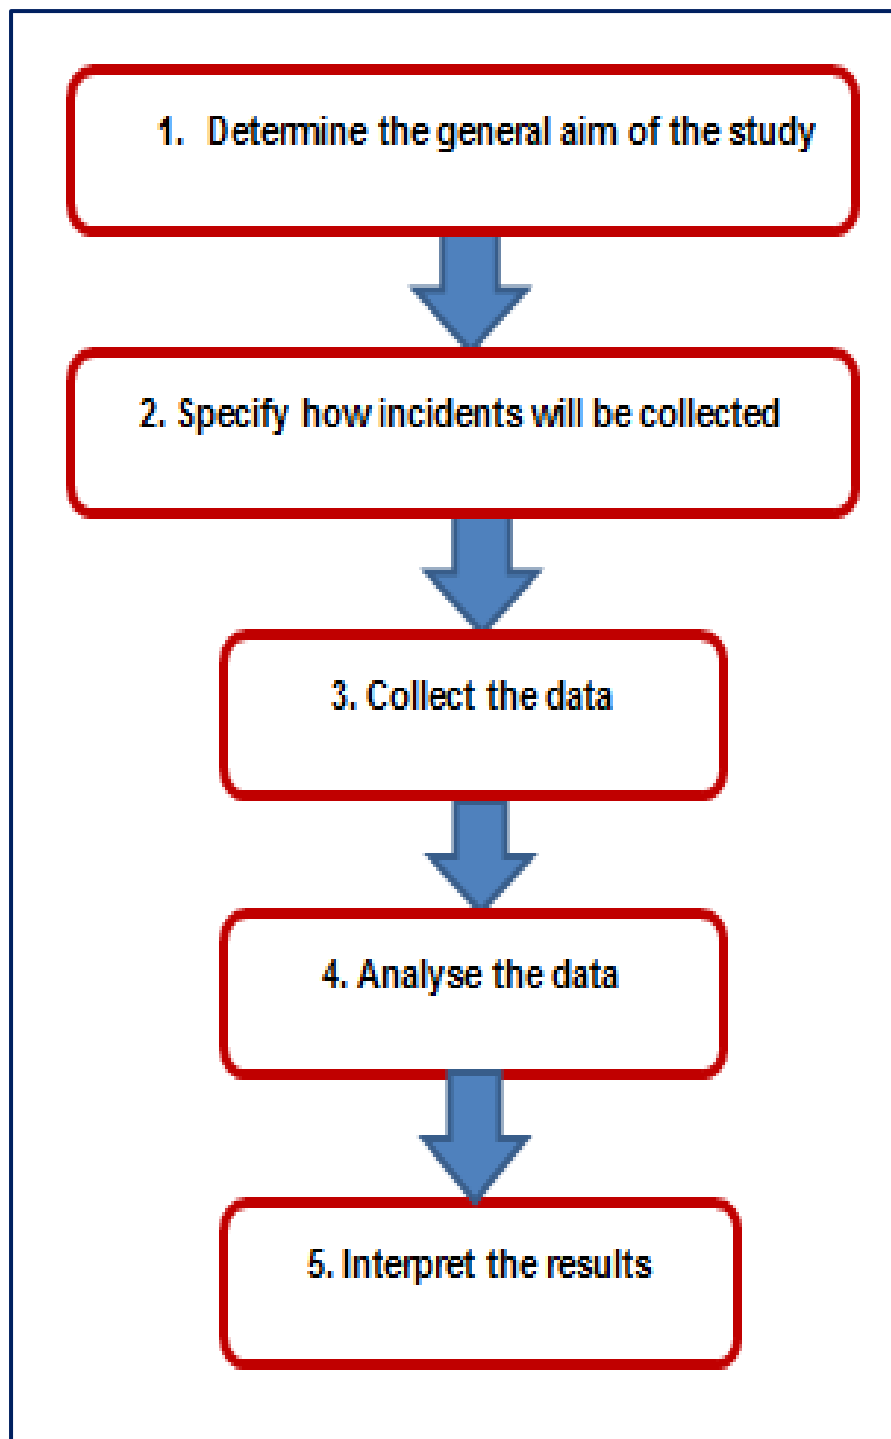 1. Determine the general aim of the study
2. Specify how incidents will be collected
3. Collect the data
4. Analyse the data
5. Interpret the results